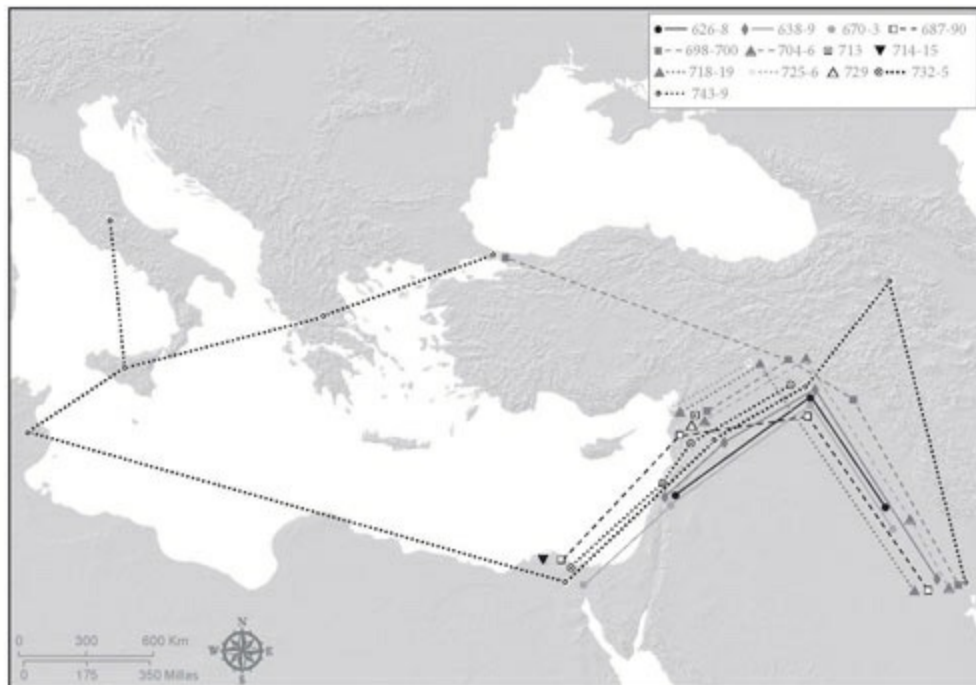 626-8 638-9 670-3 687-90
698-700 704-6 713 714-15
718-19 725-6 729 732-5
743-9
N
W E
S
0 300 600 Km
0 175 350 Millas